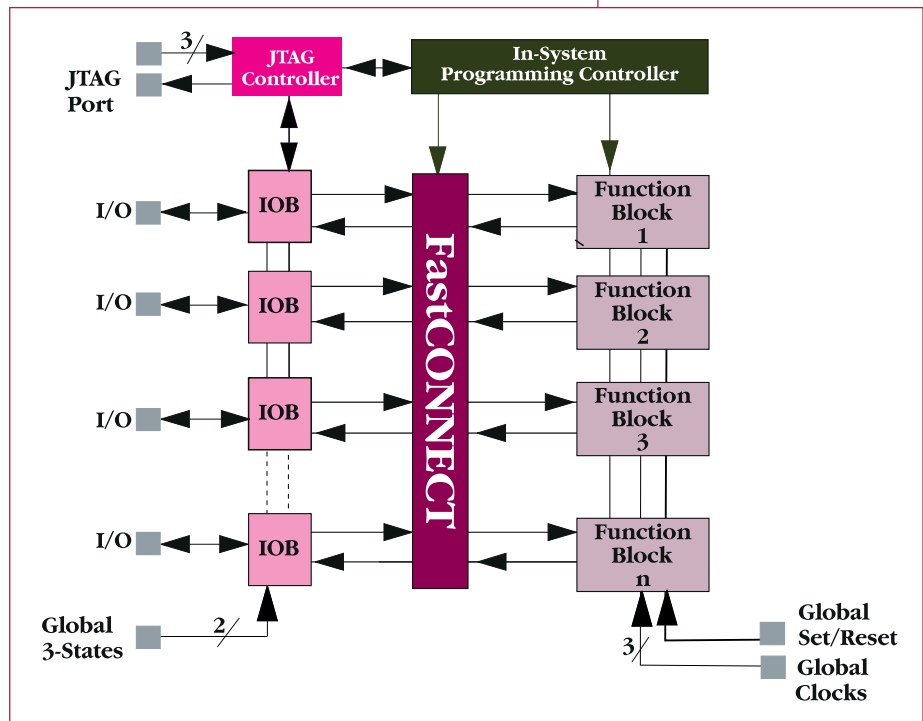 3
JTAG
Controller
In-System
Programming Controller
JTAG
Port
I/O
IOB
Function
Block
1
I/O
IOB
Function
Block
2
I/O
IOB
Function
Block
3
I/O
IOB
Function
Block
n
FastCONNECT
Global
3-States
2
3
Global
Set/Reset
Global
Clocks